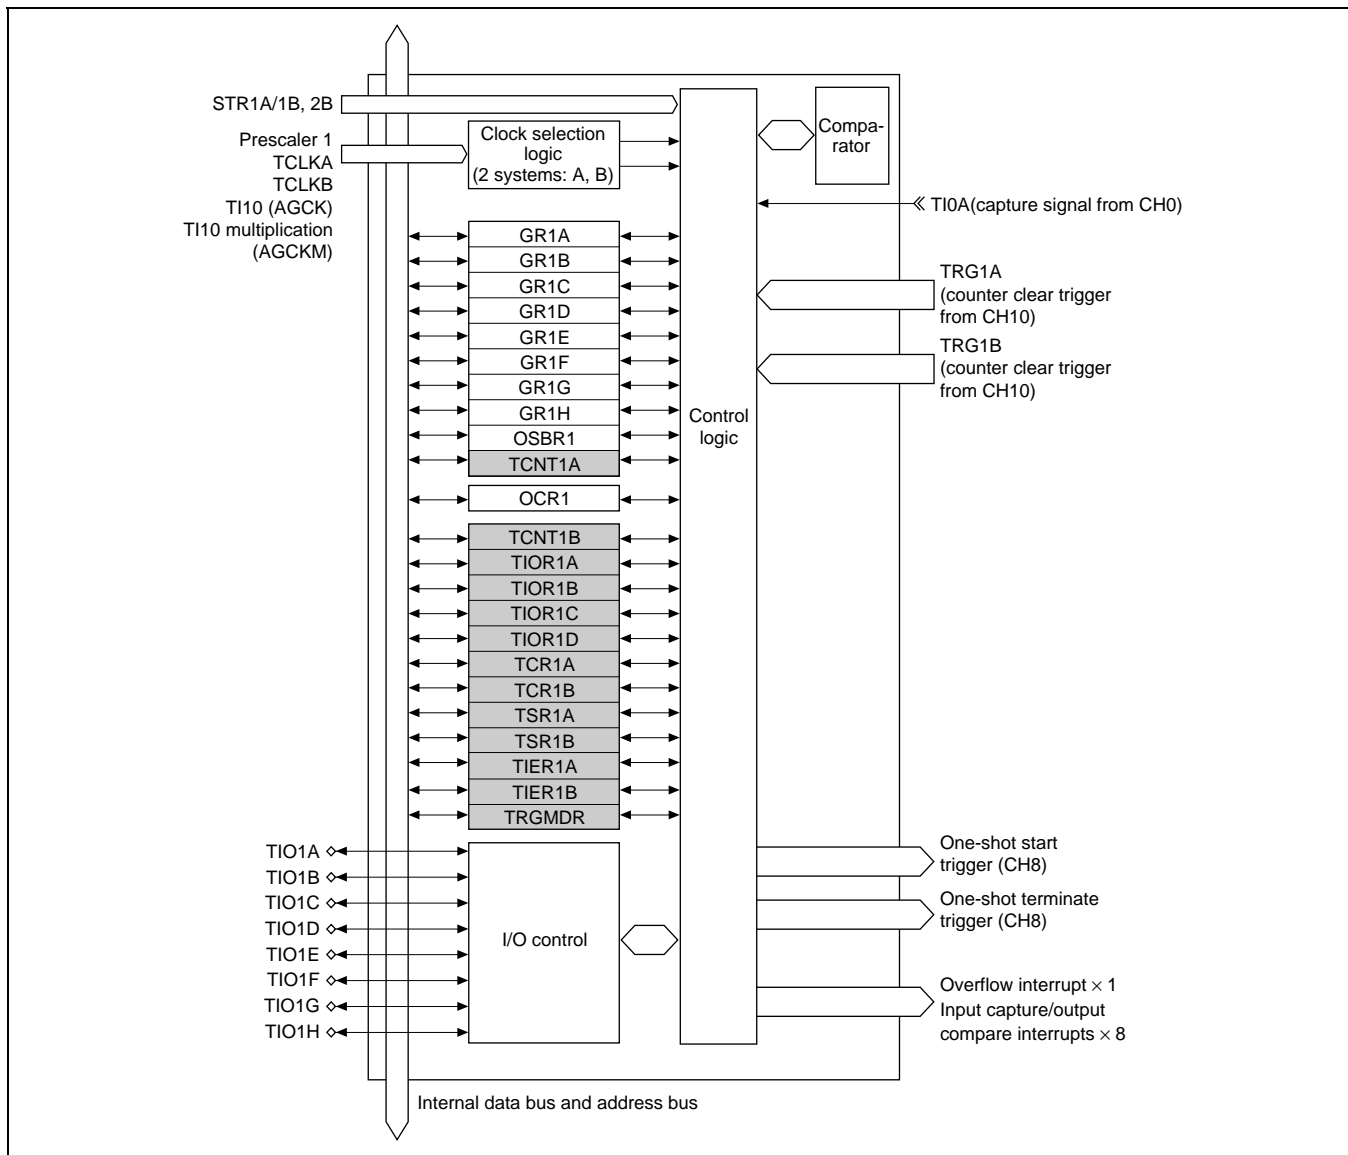 STR1A/1B, 2B
Prescaler 1
TCLKA
TCLKB
TI10 (AGCK)
TI10 multiplication
(AGCKM)
Clock selection
logic
(2 systems: A, B)
Compa-
rator
TI0A(capture signal from CH0)
GR1A
GR1B
GR1C
GR1D
GR1E
GR1F
GR1G
GR1H
OSBR1
TCNT1A
OCR1
TCNT1B
TIOR1A
TIOR1B
TIOR1C
TIOR1D
TCR1A
TCR1B
TSR1A
TSR1B
TIER1A
TIER1B
TRGMDR
Control
logic
TRG1A
(counter clear trigger
from CH10)
TRG1B
(counter clear trigger
from CH10)
TIO1A
TIO1B
TIO1C
TIO1D
TIO1E
TIO1F
TIO1G
TIO1H
I/O control
One-shot start
trigger (CH8)
One-shot terminate
trigger (CH8)
Overflow interrupt × 1
Input capture/output
compare interrupts × 8
Internal data bus and address bus